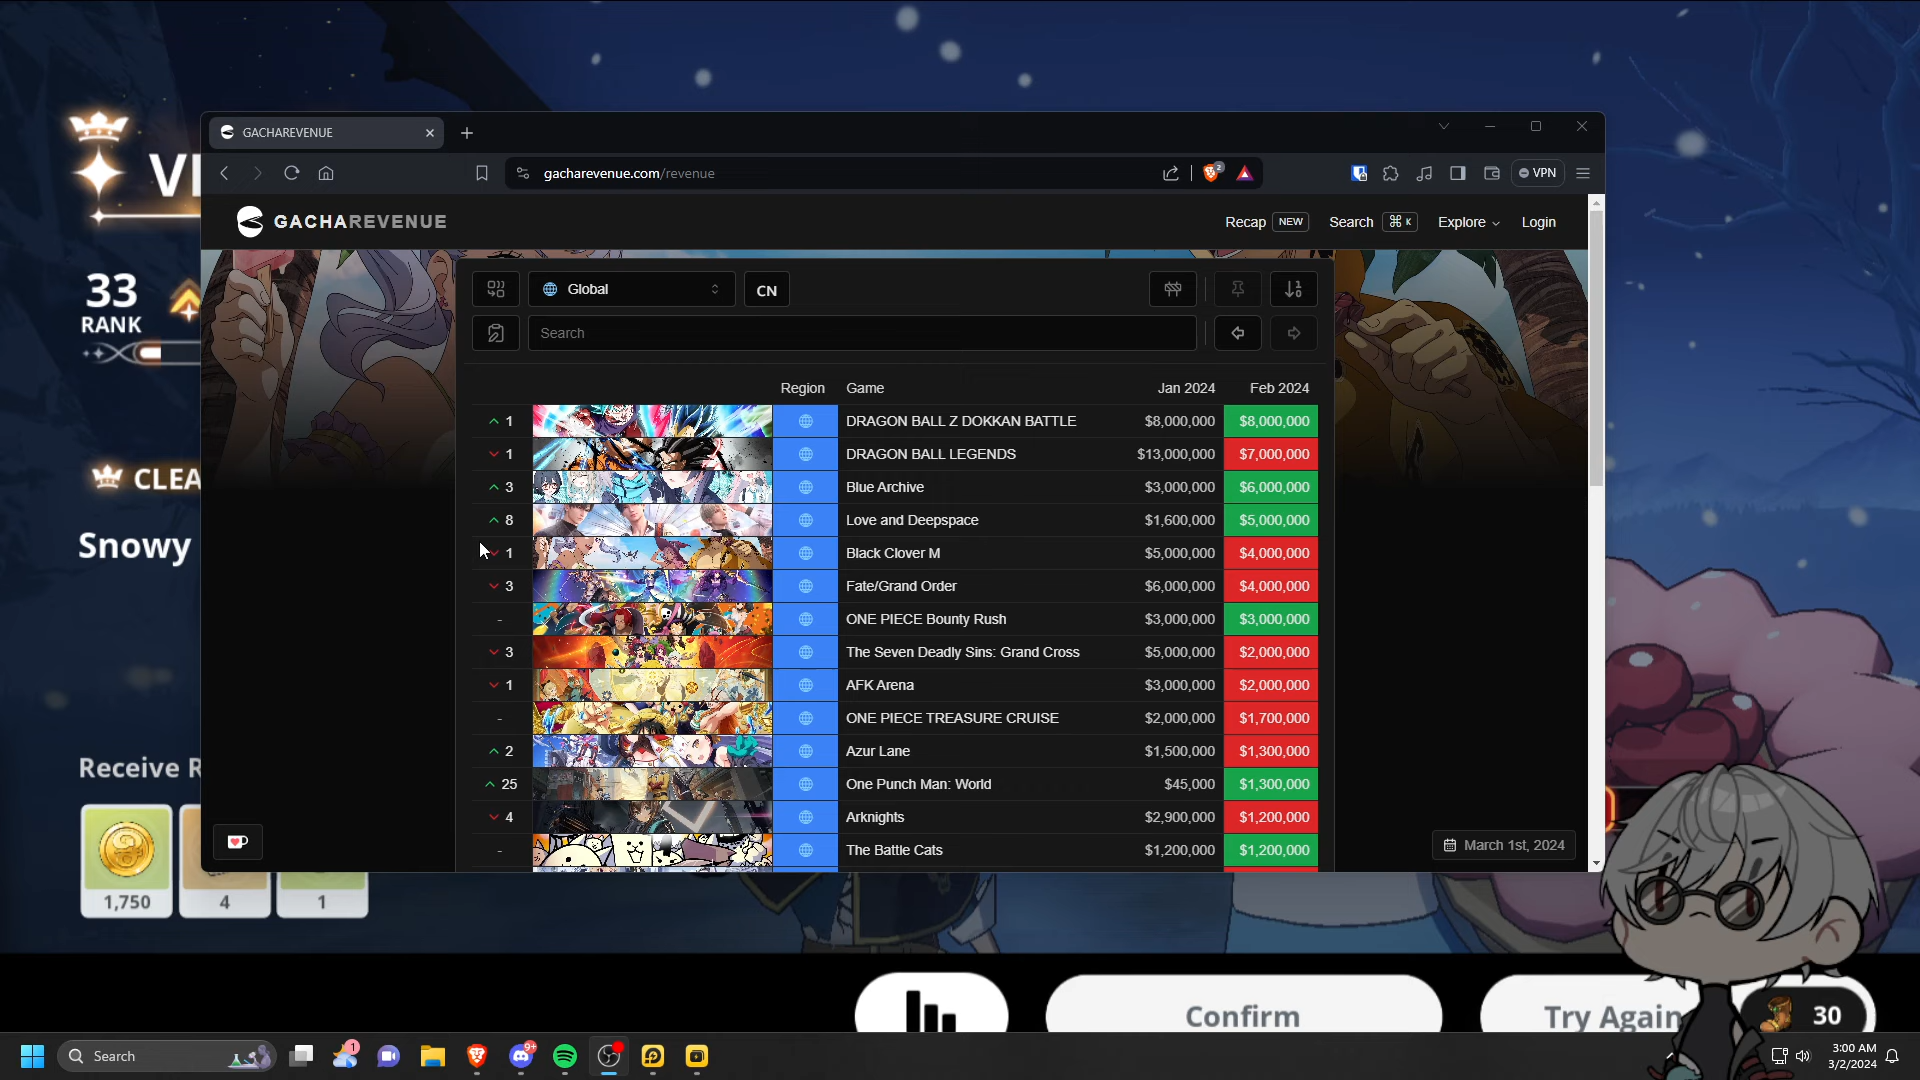 GACHAREVENUE
gacharevenue.com/revenue
2
VPN
GACHAREVENUE
Recap NEW Search ⌘ K Explore Login
33
RANK
Global CN
Search
Region Game Jan 2024 Feb 2024
1 DRAGON BALL Z DOKKAN BATTLE $8,000,000 $8,000,000
1 DRAGON BALL LEGENDS $13,000,000 $7,000,000
3 Blue Archive $3,000,000 $6,000,000
8 Love and Deepspace $1,600,000 $5,000,000
1 Black Clover M $5,000,000 $4,000,000
3 Fate/Grand Order $6,000,000 $4,000,000
- ONE PIECE Bounty Rush $3,000,000 $3,000,000
3 The Seven Deadly Sins: Grand Cross $5,000,000 $2,000,000
1 AFK Arena $3,000,000 $2,000,000
- ONE PIECE TREASURE CRUISE $2,000,000 $1,700,000
2 Azur Lane $1,500,000 $1,300,000
25 One Punch Man: World $45,000 $1,300,000
4 Arknights $2,900,000 $1,200,000
- The Battle Cats $1,200,000 $1,200,000
CLEA
Snowy
Receive R
1,750 4 1
March 1st, 2024
Confirm
Try Again
30
Search
1
9+
3:00 AM
3/2/2024